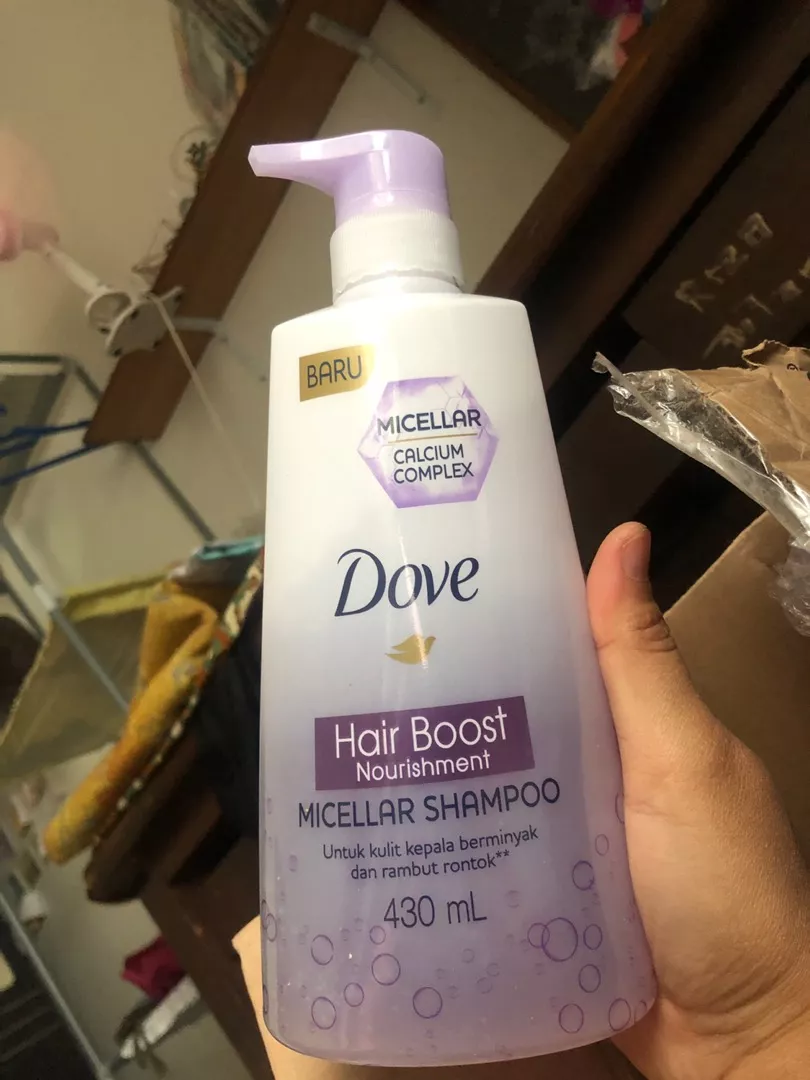 BARU
MICELLAR
CALCIUM
COMPLEX
Dove
Hair Boost
Nourishment
MICELLAR SHAMPOO
Untuk kulit kepala berminyak
dan rambut rontok**
430 mL